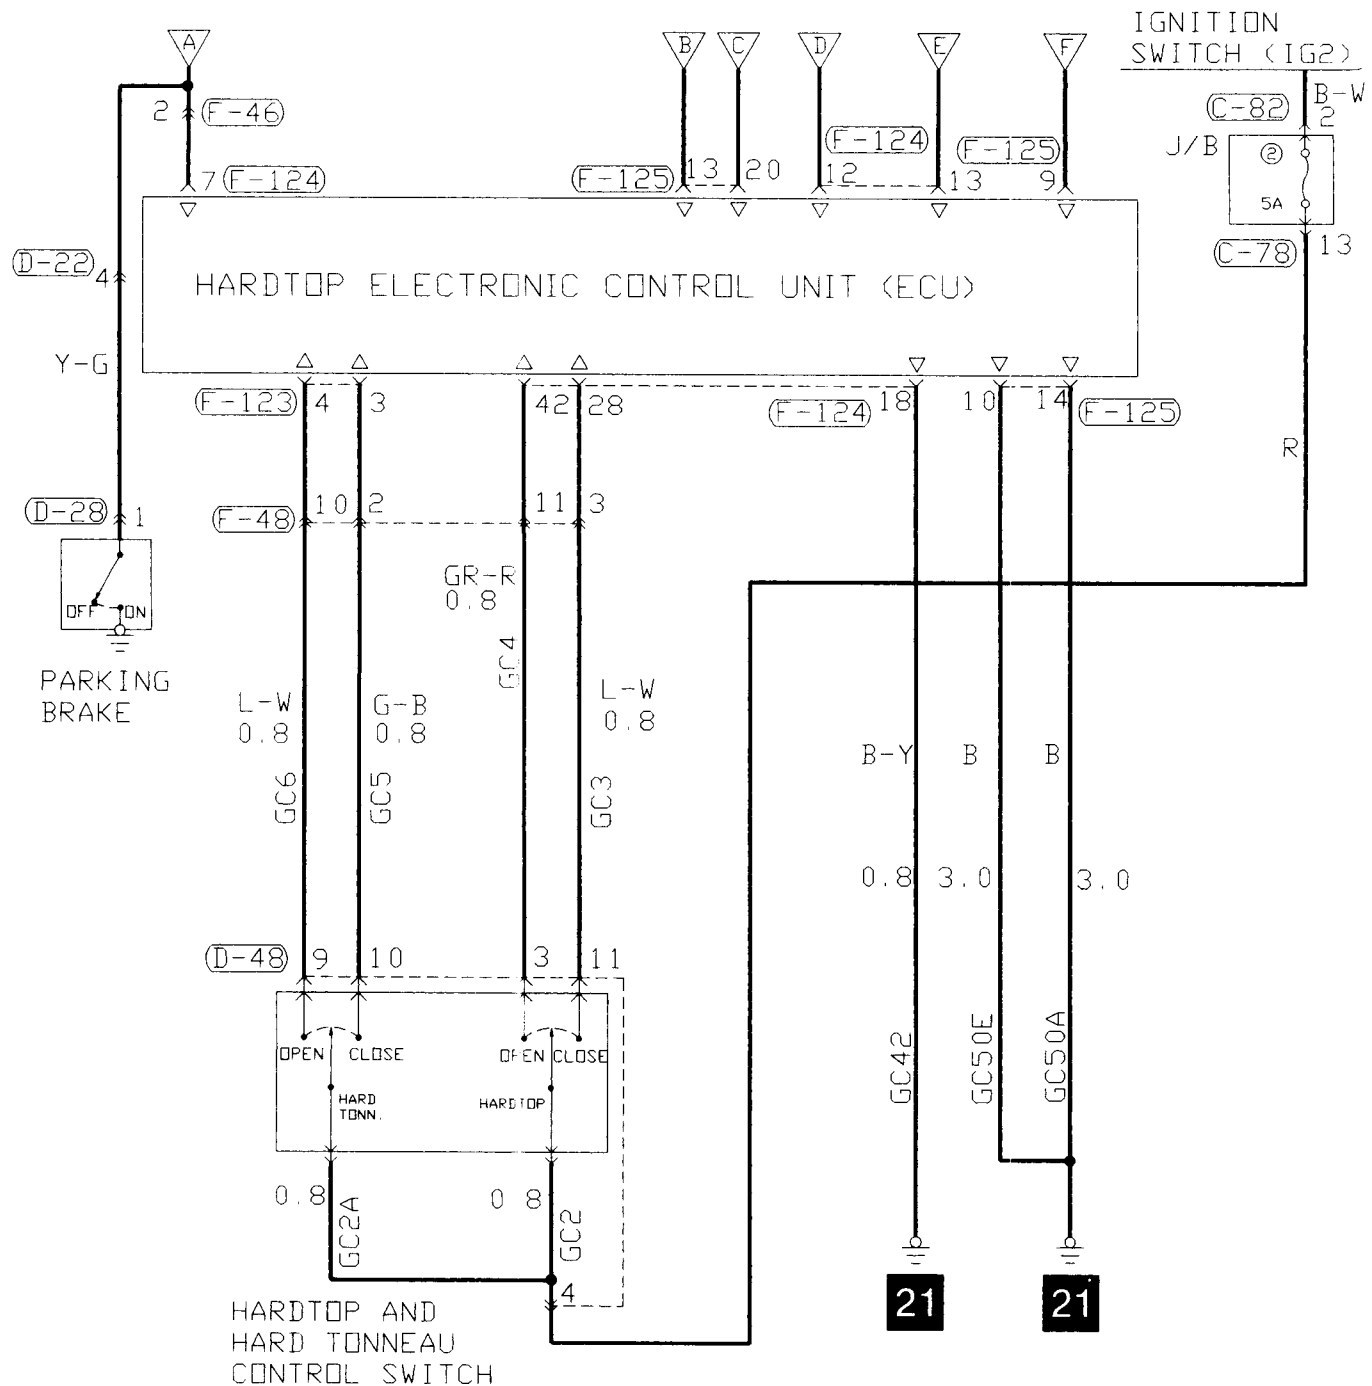 IGNITION
SWITCH (IG2)
A
B
C
D
E
F
B-W
2
F-46
C-82
2
J/B
2
5A
F-124
F-125
7
F-124
F-125
13
20
12
13
9
C-78
13
D-22
4
HARDTOP ELECTRONIC CONTROL UNIT (ECU)
Y-G
F-123
4
3
42
28
F-124
18
10
14
F-125
R
D-28
1
F-48
10
2
11
3
OFF
ON
GR-R
0.8
GC4
PARKING
BRAKE
L-W
0.8
G-B
0.8
L-W
0.8
GC6
GC5
GC3
B-Y
B
B
0.8
3.0
3.0
D-48
9
10
3
11
OPEN
CLOSE
OPEN
CLOSE
HARD
TONN.
HARDTOP
GC42
GC50E
GC50A
0.8
GC2A
0 8
GC2
4
21
21
HARDTOP AND
HARD TONNEAU
CONTROL SWITCH